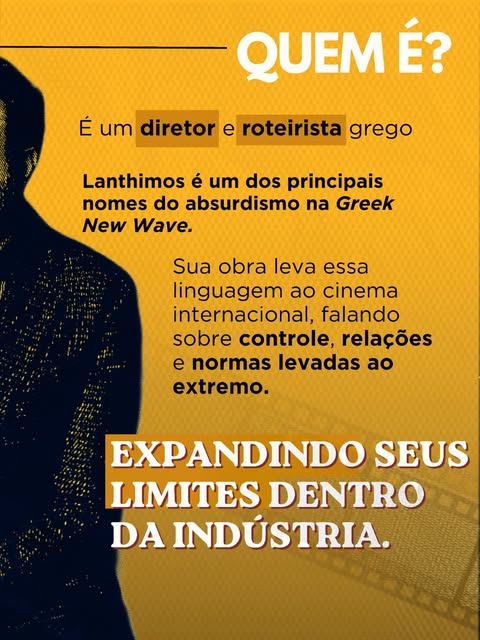 QUEM É?
É um diretor e roteirista grego
Lanthimos é um dos principais
nomes do absurdismo na Greek
New Wave.
Sua obra leva essa
linguagem ao cinema
internacional, falando
sobre controle, relações
e normas levadas ao
extremo.
EXPANDINDO SEUS
LIMITES DENTRO
DA INDÚSTRIA.